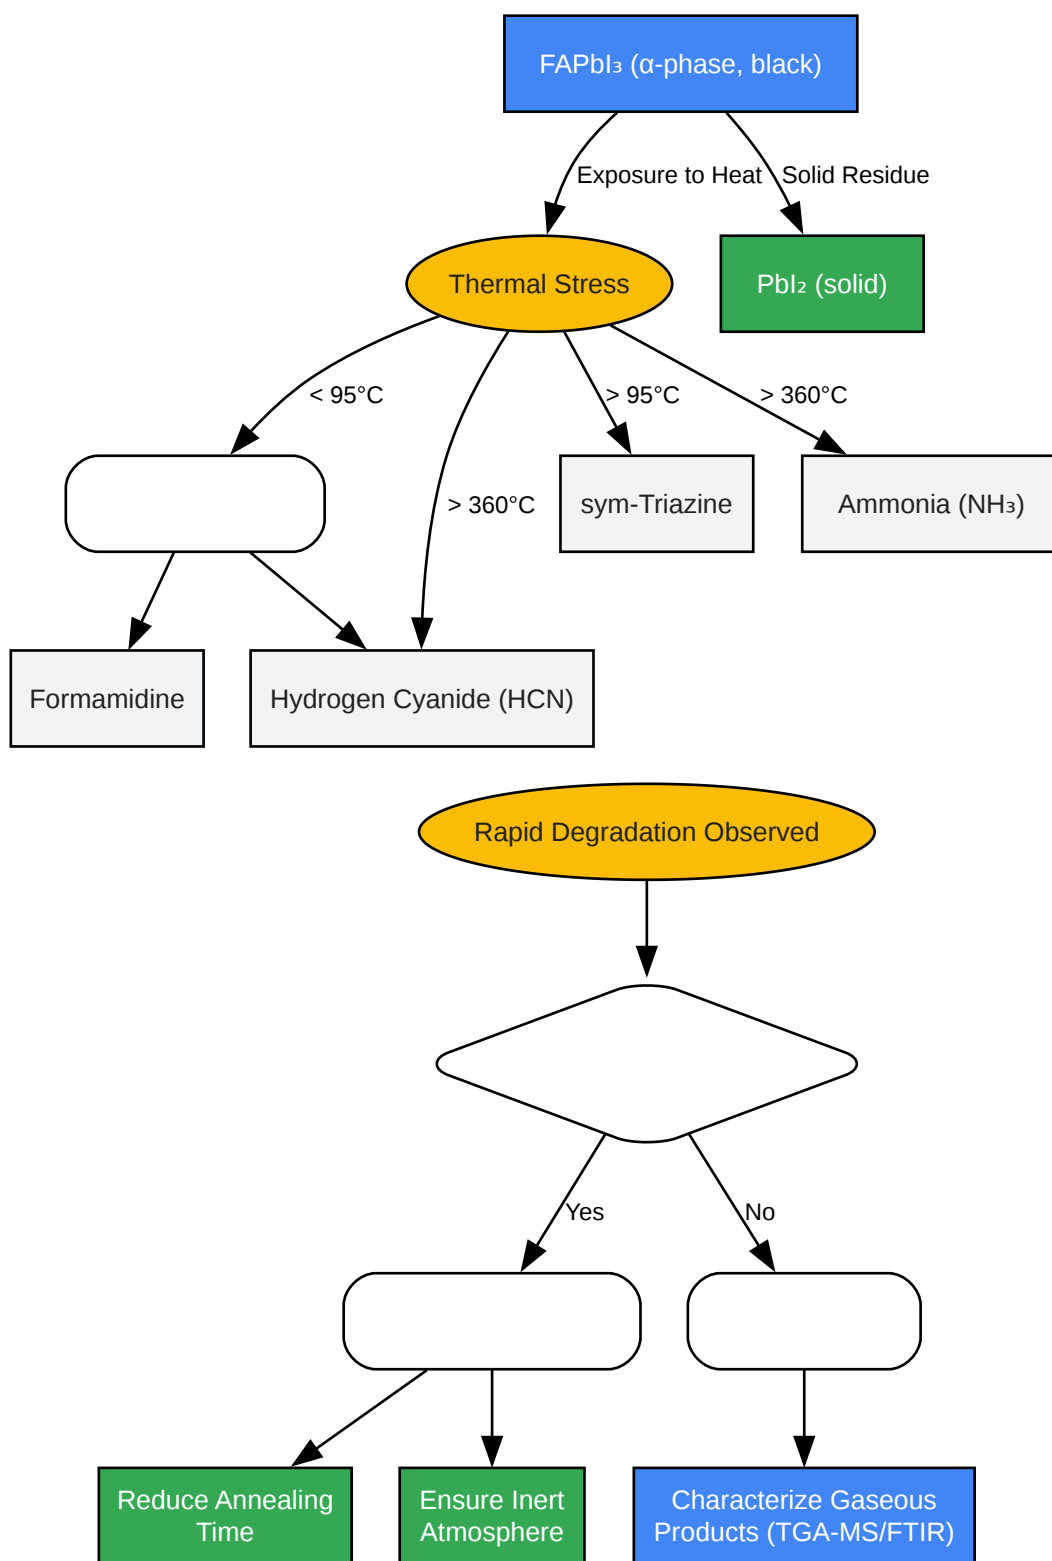 FAPbI₃ (α-phase, black)
Exposure to Heat
Solid Residue
Thermal Stress
PbI₂ (solid)
< 95°C
> 95°C
> 360°C
> 360°C
sym-Triazine
Ammonia (NH₃)
Formamidine
Hydrogen Cyanide (HCN)
Rapid Degradation Observed
Yes
No
Reduce Annealing
Time
Ensure Inert
Atmosphere
Characterize Gaseous
Products (TGA-MS/FTIR)